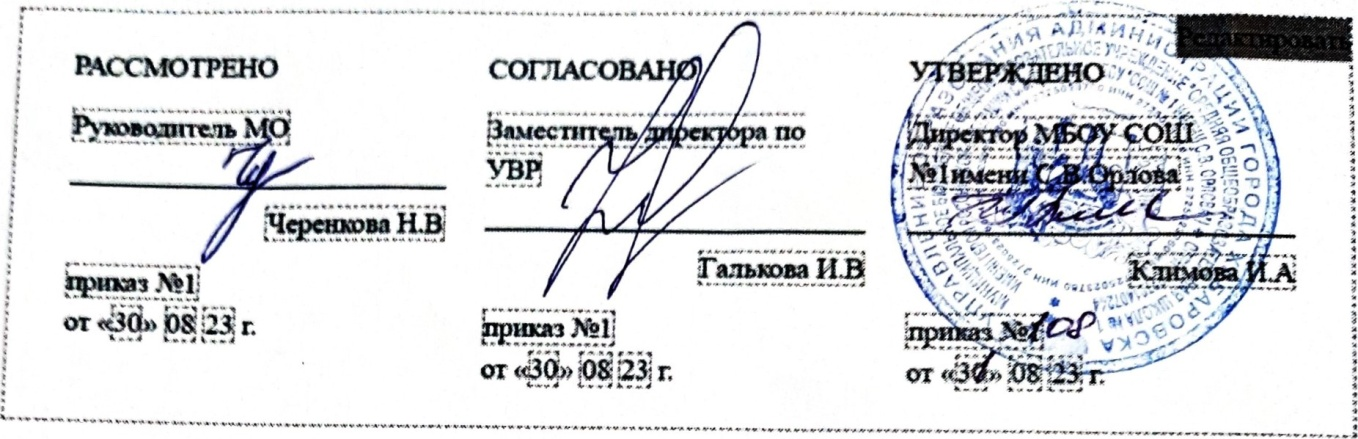 РАССМОТРЕНО
Руководитель МО
Черенкова Н.В
приказ №1
от «30» 08 23 г.
СОГЛАСОВАНО
Заместитель директора по
УВР
Галькова И.В
приказ №1
от «30» 08 23 г.
Редактировать
УТВЕРЖДЕНО
Директор МБОУ СОШ
№1имени С.В.Орлова
Климова И.А
приказ №108
от «30» 08 23 г.